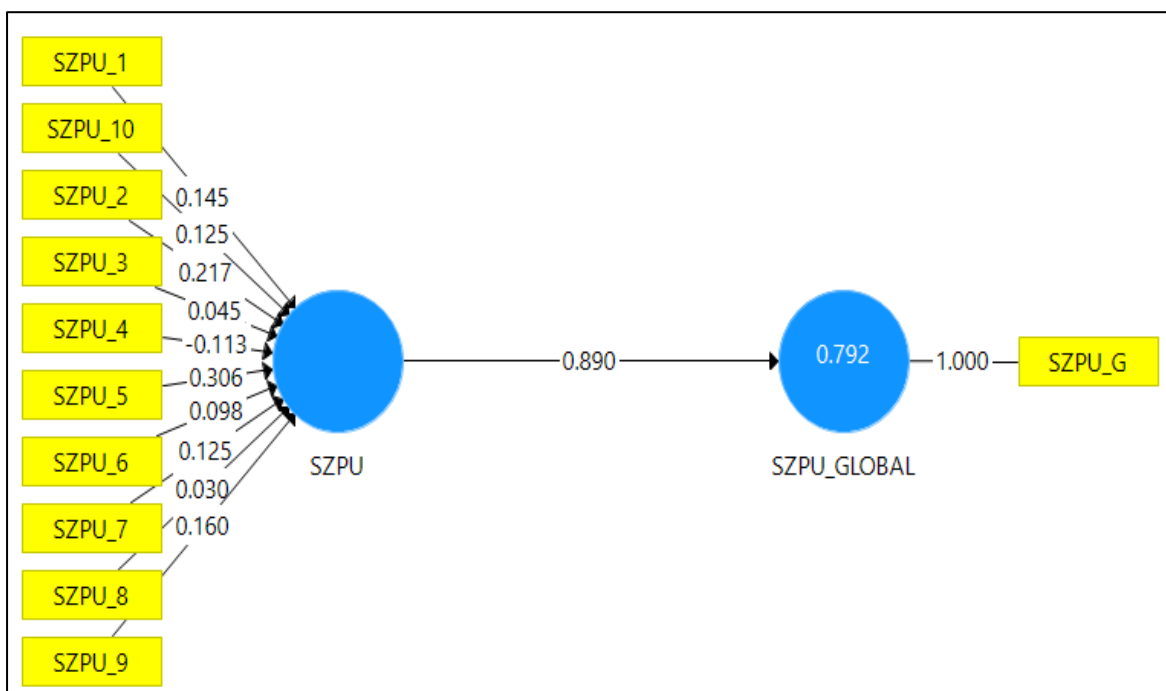 SZPU_1
SZPU_10
SZPU_2
SZPU_3
SZPU_4
SZPU_5
SZPU_6
SZPU_7
SZPU_8
SZPU_9
0.145
0.125
0.217
0.045
-0.113
0.306
0.098
0.125
0.030
0.160
SZPU
0.890
0.792
SZPU_GLOBAL
1.000
SZPU_G